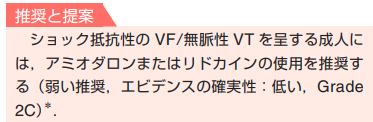 推奨と提案
ショック抵抗性の VF/無脈性 VT を呈する成人に
は，アミオダロンまたはリドカインの使用を推奨す
る（弱い推奨，エビデンスの確実性：低い，Grade
2C）*．